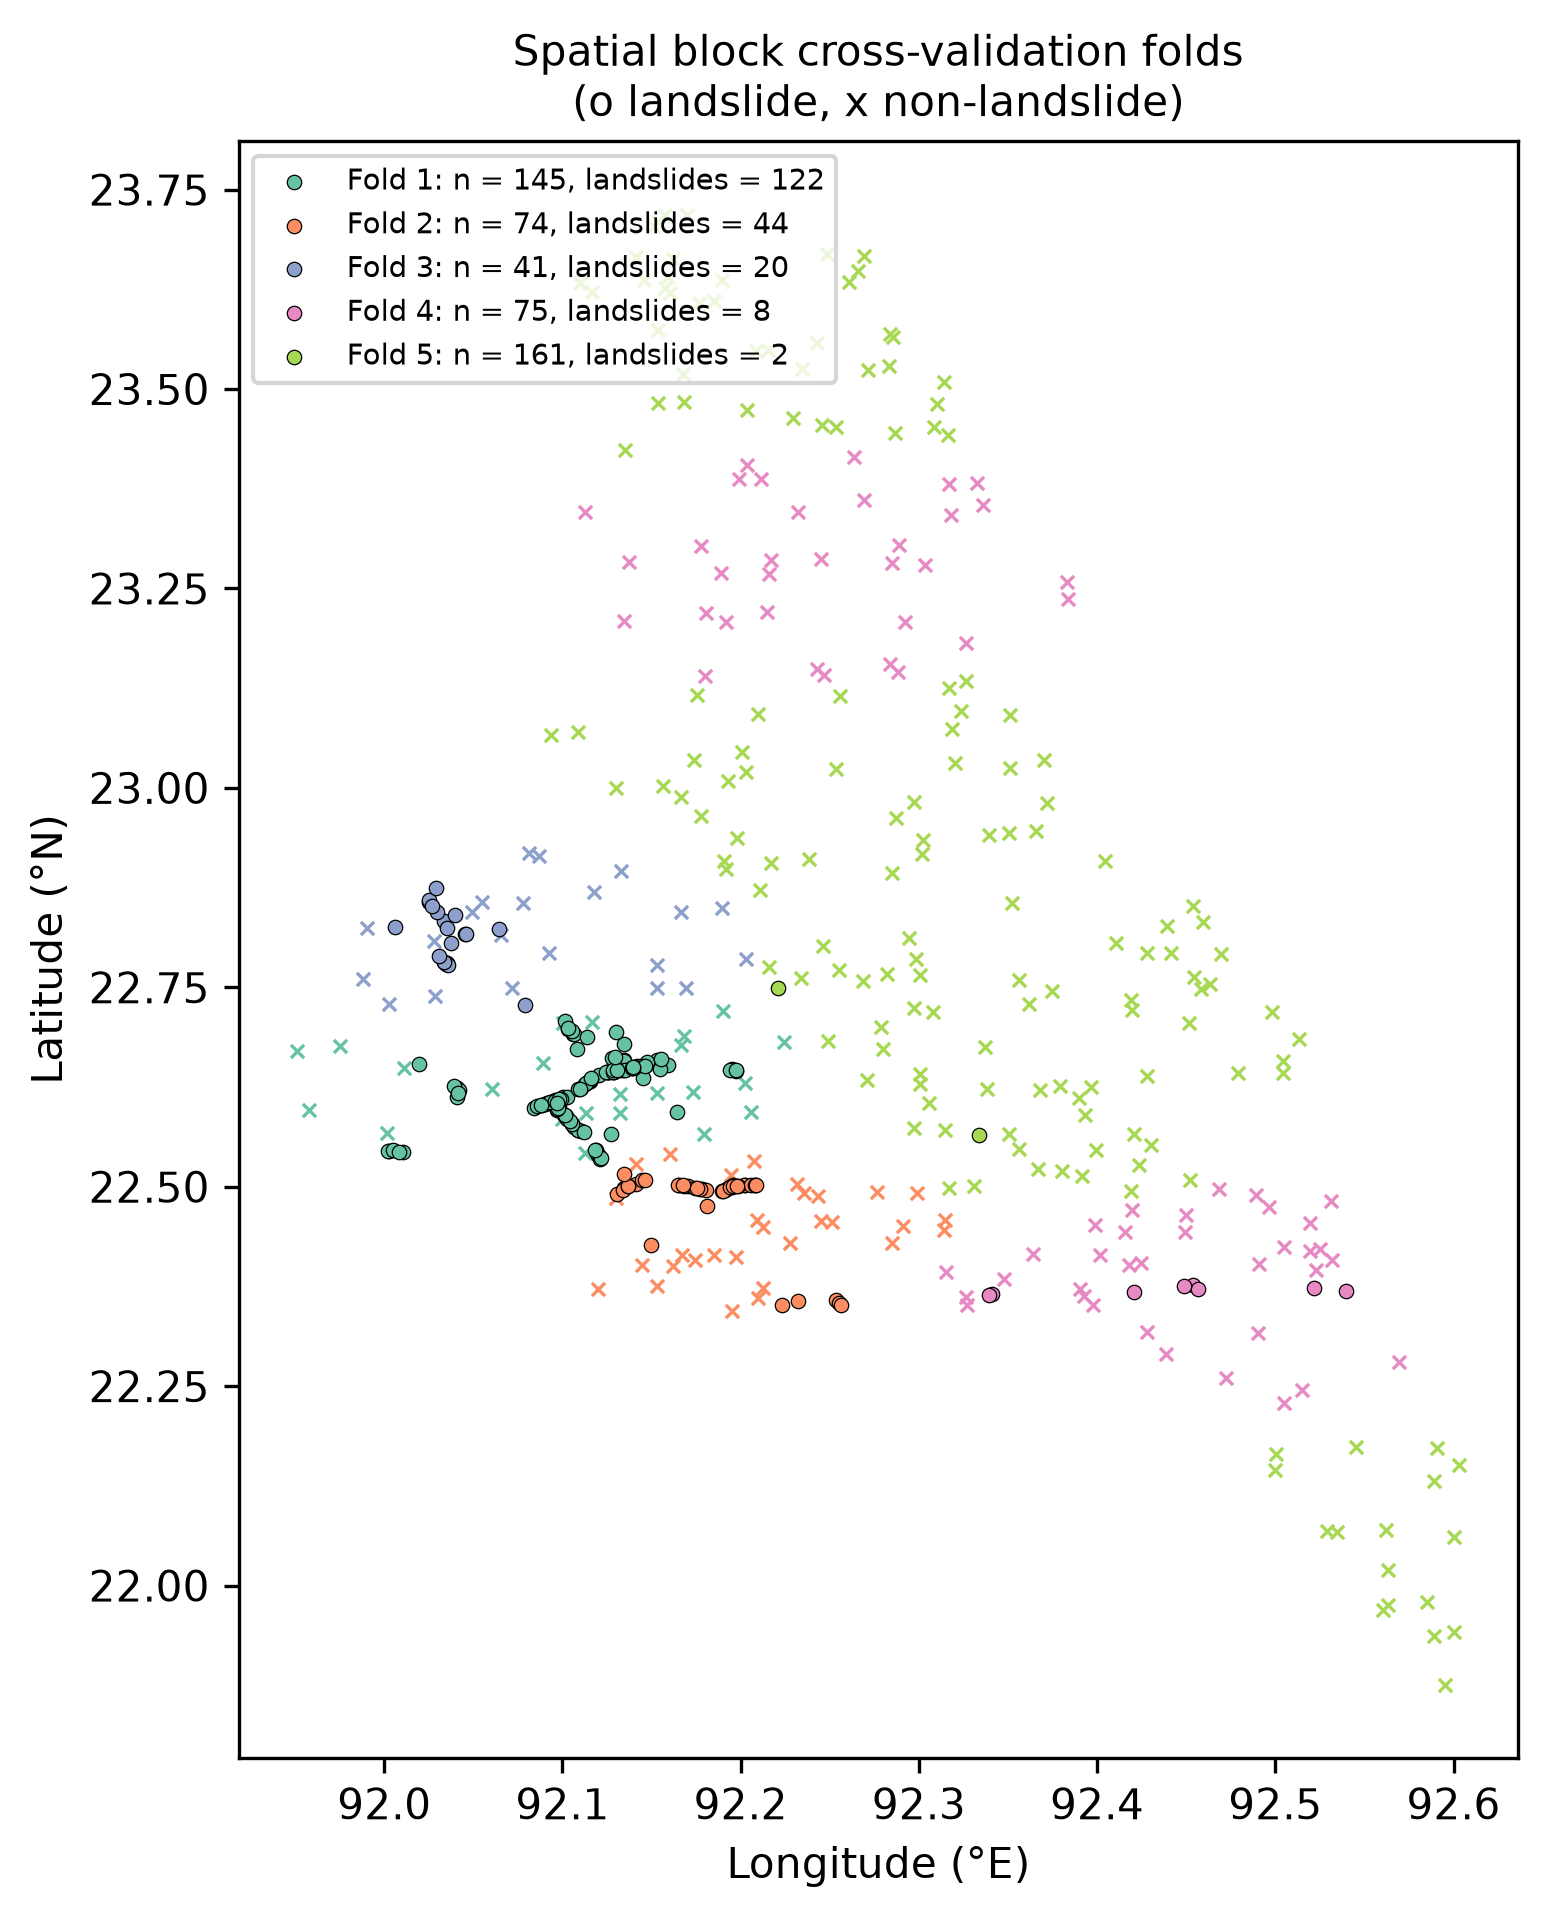 Spatial block cross-validation folds
(o landslide, x non-landslide)
Fold 1: n = 145, landslides = 122
Fold 2: n = 74, landslides = 44
Fold 3: n = 41, landslides = 20
Fold 4: n = 75, landslides = 8
Fold 5: n = 161, landslides = 2
23.75
23.50
23.25
23.00
22.75
22.50
22.25
22.00
Latitude (°N)
92.0 92.1 92.2 92.3 92.4 92.5 92.6
Longitude (°E)